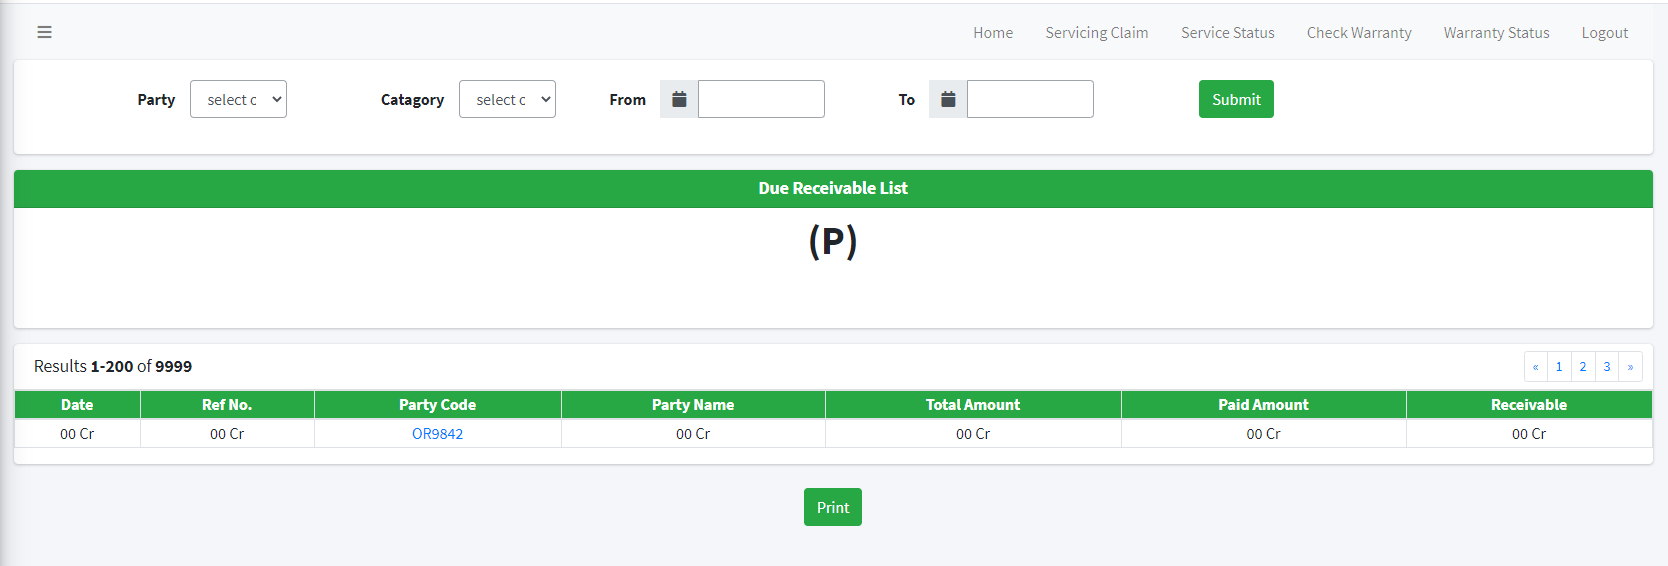 Home Servicing Claim Service Status Check Warranty Warranty Status Logout
Party select c Catagory select c From To Submit
Due Receivable List
(P)
Results 1-200 of 9999 « 1 2 3 »
Date Ref No. Party Code Party Name Total Amount Paid Amount Receivable
00 Cr 00 Cr OR9842 00 Cr 00 Cr 00 Cr 00 Cr
Print